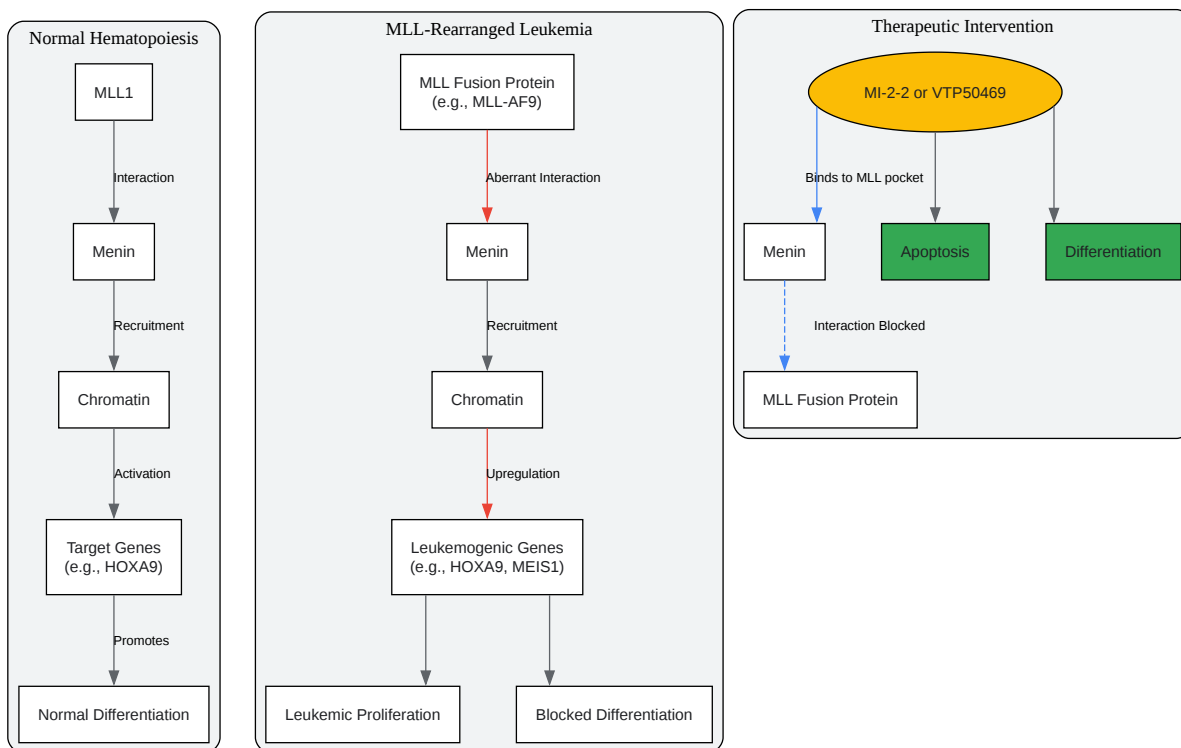 Normal Hematopoiesis
MLL1
Interaction
Menin
Recruitment
Chromatin
Activation
Target Genes
(e.g., HOXA9)
Promotes
Normal Differentiation
MLL-Rearranged Leukemia
MLL Fusion Protein
(e.g., MLL-AF9)
Aberrant Interaction
Menin
Recruitment
Chromatin
Upregulation
Leukemogenic Genes
(e.g., HOXA9, MEIS1)
Leukemic Proliferation
Blocked Differentiation
Therapeutic Intervention
MI-2-2 or VTP50469
Binds to MLL pocket
Menin
Apoptosis
Differentiation
Interaction Blocked
MLL Fusion Protein